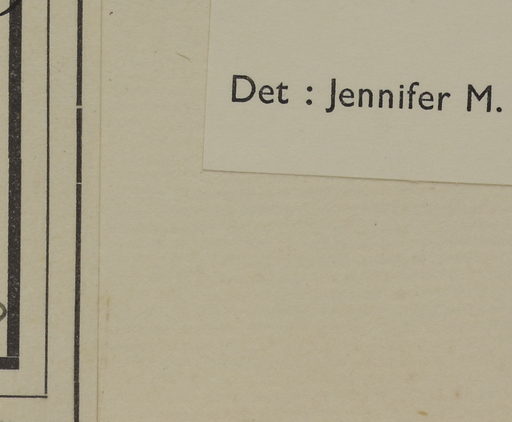 Det : Jennifer M.